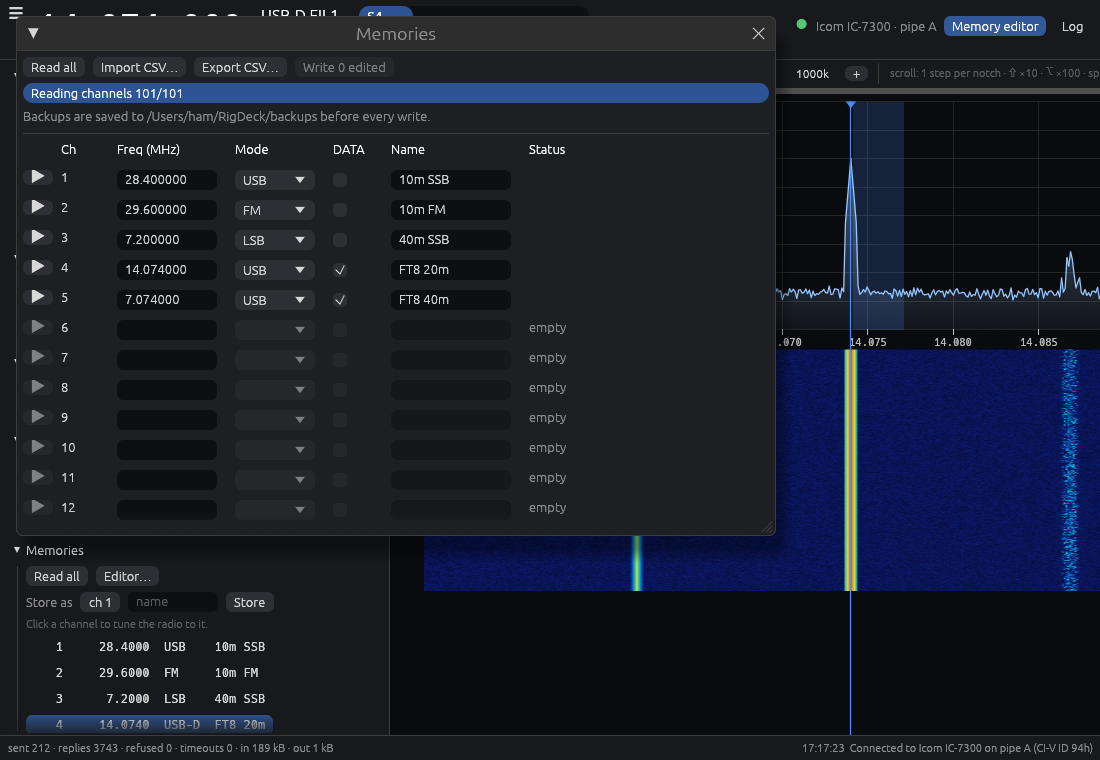 Memories
Icom IC-7300 · pipe A Memory editor Log
Read all Import CSV... Export CSV... Write 0 edited
1000k + scroll: 1 step per notch · ⇧ ×10 · ⌥ ×100 · sp
Reading channels 101/101
Backups are saved to /Users/ham/RigDeck/backups before every write.
Ch Freq (MHz) Mode DATA Name Status
1 28.400000 USB 10m SSB
2 29.600000 FM 10m FM
3 7.200000 LSB 40m SSB
4 14.074000 USB ✓ FT8 20m
5 7.074000 USB ✓ FT8 40m
6 empty
7 empty
8 empty
9 empty
10 empty
11 empty
12 empty
.070 14.075 14.080 14.085
Memories
Read all Editor...
Store as ch 1 name Store
Click a channel to tune the radio to it.
1 28.4000 USB 10m SSB
2 29.6000 FM 10m FM
3 7.2000 LSB 40m SSB
4 14.0740 USB-D FT8 20m
sent 212 · replies 3743 · refused 0 · timeouts 0 · in 189 kB · out 1 kB
17:17:23 Connected to Icom IC-7300 on pipe A (CI-V ID 94h)